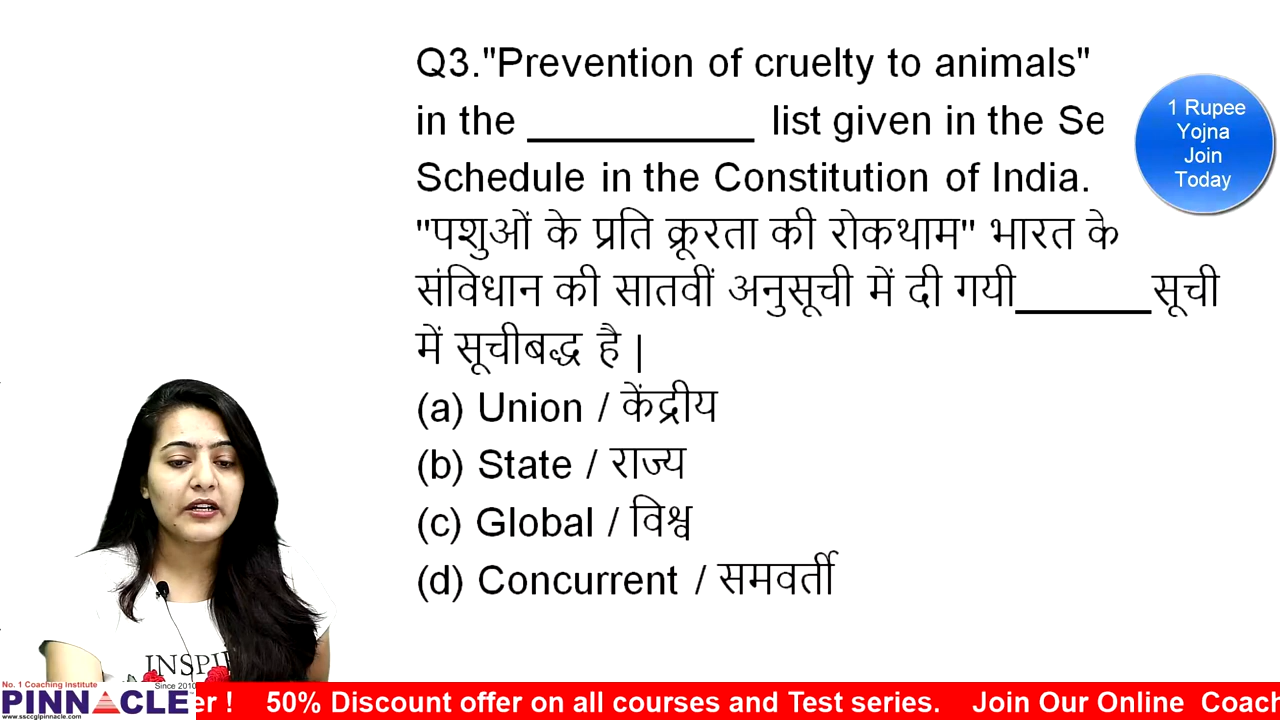 Q3."Prevention of cruelty to animals"
in the __________ list given in the Se
Schedule in the Constitution of India.
"पशुओं के प्रति क्रूरता की रोकथाम" भारत के
संविधान की सातवीं अनुसूची में दी गयी______सूची
में सूचीबद्ध है |
(a) Union / केंद्रीय
(b) State / राज्य
(c) Global / विश्व
(d) Concurrent / समवर्ती
1 Rupee
Yojna
Join
Today
INSPI
No. 1 Coaching Institute
Since 2010
PINNACLE
www.ssccglpinnacle.com
er ! 50% Discount offer on all courses and Test series. Join Our Online Coach